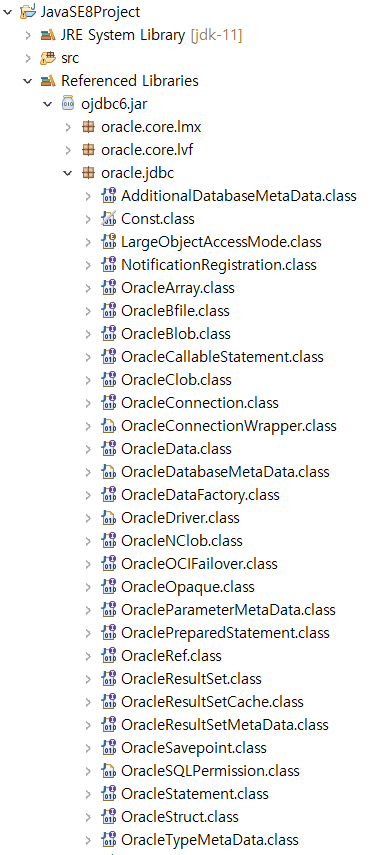 JavaSE8Project
JRE System Library [jdk-11]
src
Referenced Libraries
ojdbc6.jar
oracle.core.lmx
oracle.core.lvf
oracle.jdbc
AdditionalDatabaseMetaData.class
Const.class
LargeObjectAccessMode.class
NotificationRegistration.class
OracleArray.class
OracleBfile.class
OracleBlob.class
OracleCallableStatement.class
OracleClob.class
OracleConnection.class
OracleConnectionWrapper.class
OracleData.class
OracleDatabaseMetaData.class
OracleDataFactory.class
OracleDriver.class
OracleNClob.class
OracleOCIFailover.class
OracleOpaque.class
OracleParameterMetaData.class
OraclePreparedStatement.class
OracleRef.class
OracleResultSet.class
OracleResultSetCache.class
OracleResultSetMetaData.class
OracleSavepoint.class
OracleSQLPermission.class
OracleStatement.class
OracleStruct.class
OracleTypeMetaData.class